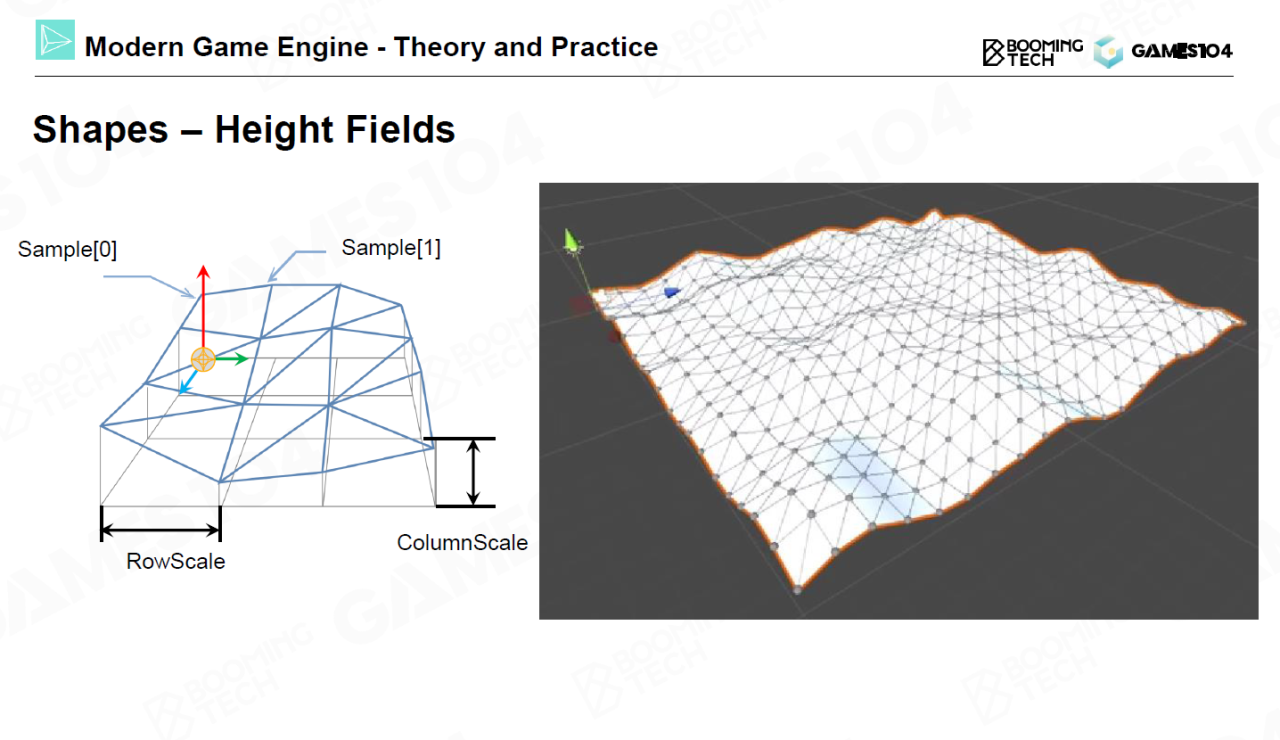 Modern Game Engine - Theory and Practice
BOOMING
TECH
GAMES104
Shapes – Height Fields
Sample[0]
Sample[1]
RowScale
ColumnScale